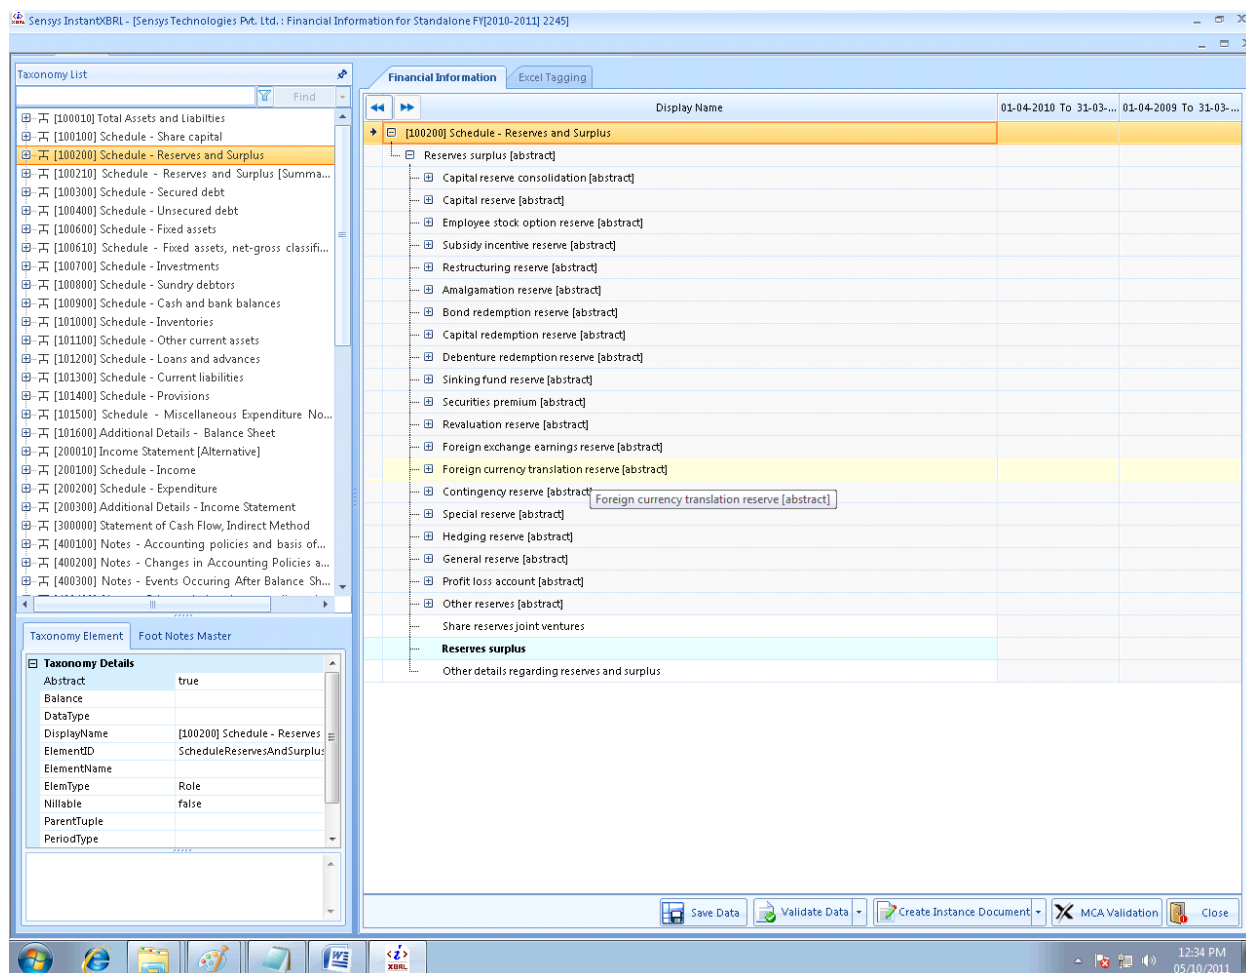 Sensys InstantXBRL - [Sensys Technologies Pvt. Ltd. : Financial Information for Standalone FY[2010-2011] 2245]
Taxonomy List
Find
[100010] Total Assets and Liabilties
[100100] Schedule - Share capital
[100200] Schedule - Reserves and Surplus
[100210] Schedule - Reserves and Surplus [Summa...
[100300] Schedule - Secured debt
[100400] Schedule - Unsecured debt
[100600] Schedule - Fixed assets
[100610] Schedule - Fixed assets, net-gross classifi...
[100700] Schedule - Investments
[100800] Schedule - Sundry debtors
[100900] Schedule - Cash and bank balances
[101000] Schedule - Inventories
[101100] Schedule - Other current assets
[101200] Schedule - Loans and advances
[101300] Schedule - Current liabilities
[101400] Schedule - Provisions
[101500] Schedule - Miscellaneous Expenditure No...
[101600] Additional Details - Balance Sheet
[200010] Income Statement [Alternative]
[200100] Schedule - Income
[200200] Schedule - Expenditure
[200300] Additional Details - Income Statement
[300000] Statement of Cash Flow, Indirect Method
[400100] Notes - Accounting policies and basis of...
[400200] Notes - Changes in Accounting Policies a...
[400300] Notes - Events Occuring After Balance Sh...
Taxonomy Element Foot Notes Master
Taxonomy Details
Abstract true
Balance
DataType
DisplayName [100200] Schedule - Reserves
ElementID ScheduleReservesAndSurplus
ElementName
ElemType Role
Nillable false
ParentTuple
PeriodType
Financial Information Excel Tagging
Display Name 01-04-2010 To 31-03-... 01-04-2009 To 31-03-...
[100200] Schedule - Reserves and Surplus
Reserves surplus [abstract]
Capital reserve consolidation [abstract]
Capital reserve [abstract]
Employee stock option reserve [abstract]
Subsidy incentive reserve [abstract]
Restructuring reserve [abstract]
Amalgamation reserve [abstract]
Bond redemption reserve [abstract]
Capital redemption reserve [abstract]
Debenture redemption reserve [abstract]
Sinking fund reserve [abstract]
Securities premium [abstract]
Revaluation reserve [abstract]
Foreign exchange earnings reserve [abstract]
Foreign currency translation reserve [abstract]
Contingency reserve [abstract]
Foreign currency translation reserve [abstract]
Special reserve [abstract]
Hedging reserve [abstract]
General reserve [abstract]
Profit loss account [abstract]
Other reserves [abstract]
Share reserves joint ventures
Reserves surplus
Other details regarding reserves and surplus
Save Data Validate Data Create Instance Document MCA Validation Close
XBRL
12:34 PM
05/10/2011